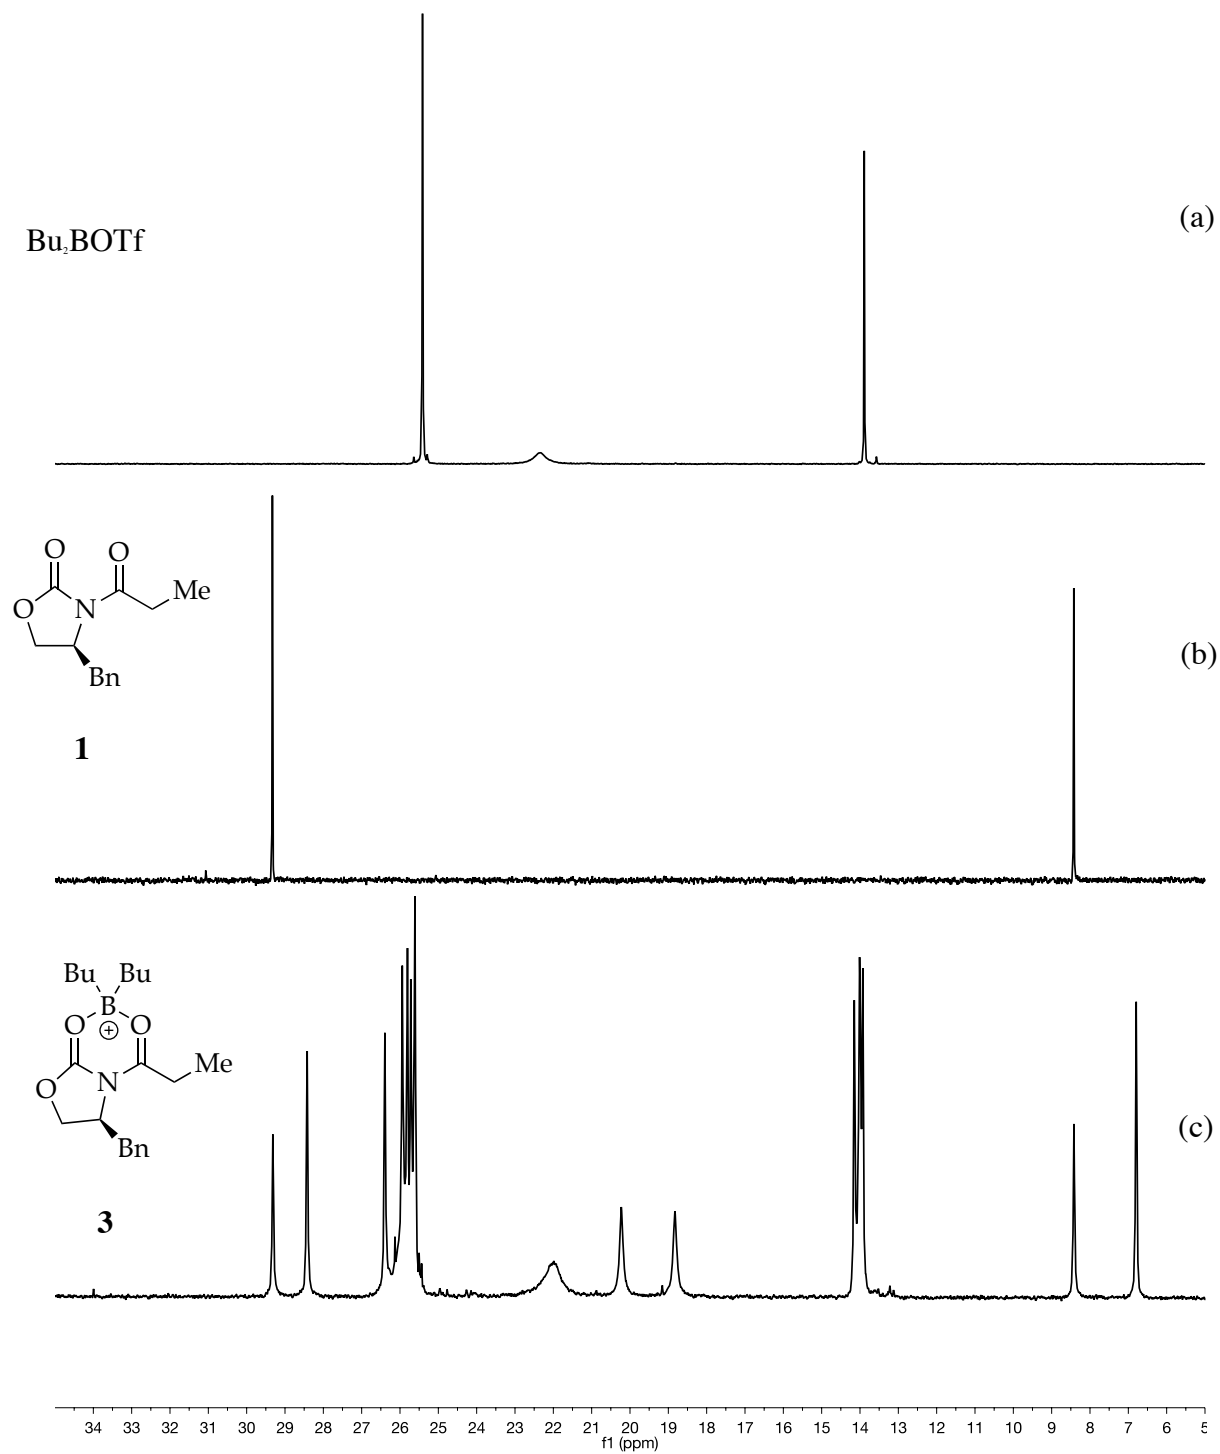 (a)
Bu₂BOTf
O O
Me
O N
Bn
(b)
1
Bu Bu
B
O ⊕ O
Me
N
O
Bn
(c)
3
34 33 32 31 30 29 28 27 26 25 24 23 22 21 20 19 18 17 16 15 14 13 12 11 10 9 8 7 6 5
f1 (ppm)